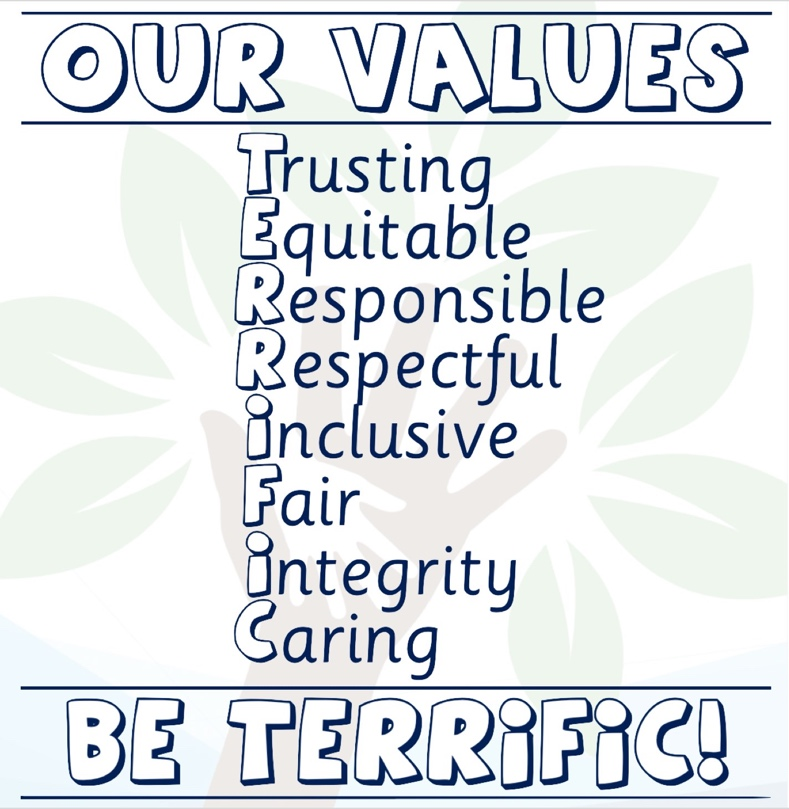 OUR VALUES
Trusting
Equitable
Responsible
Respectful
inclusive
Fair
integrity
Caring
BE TERRiFiC!